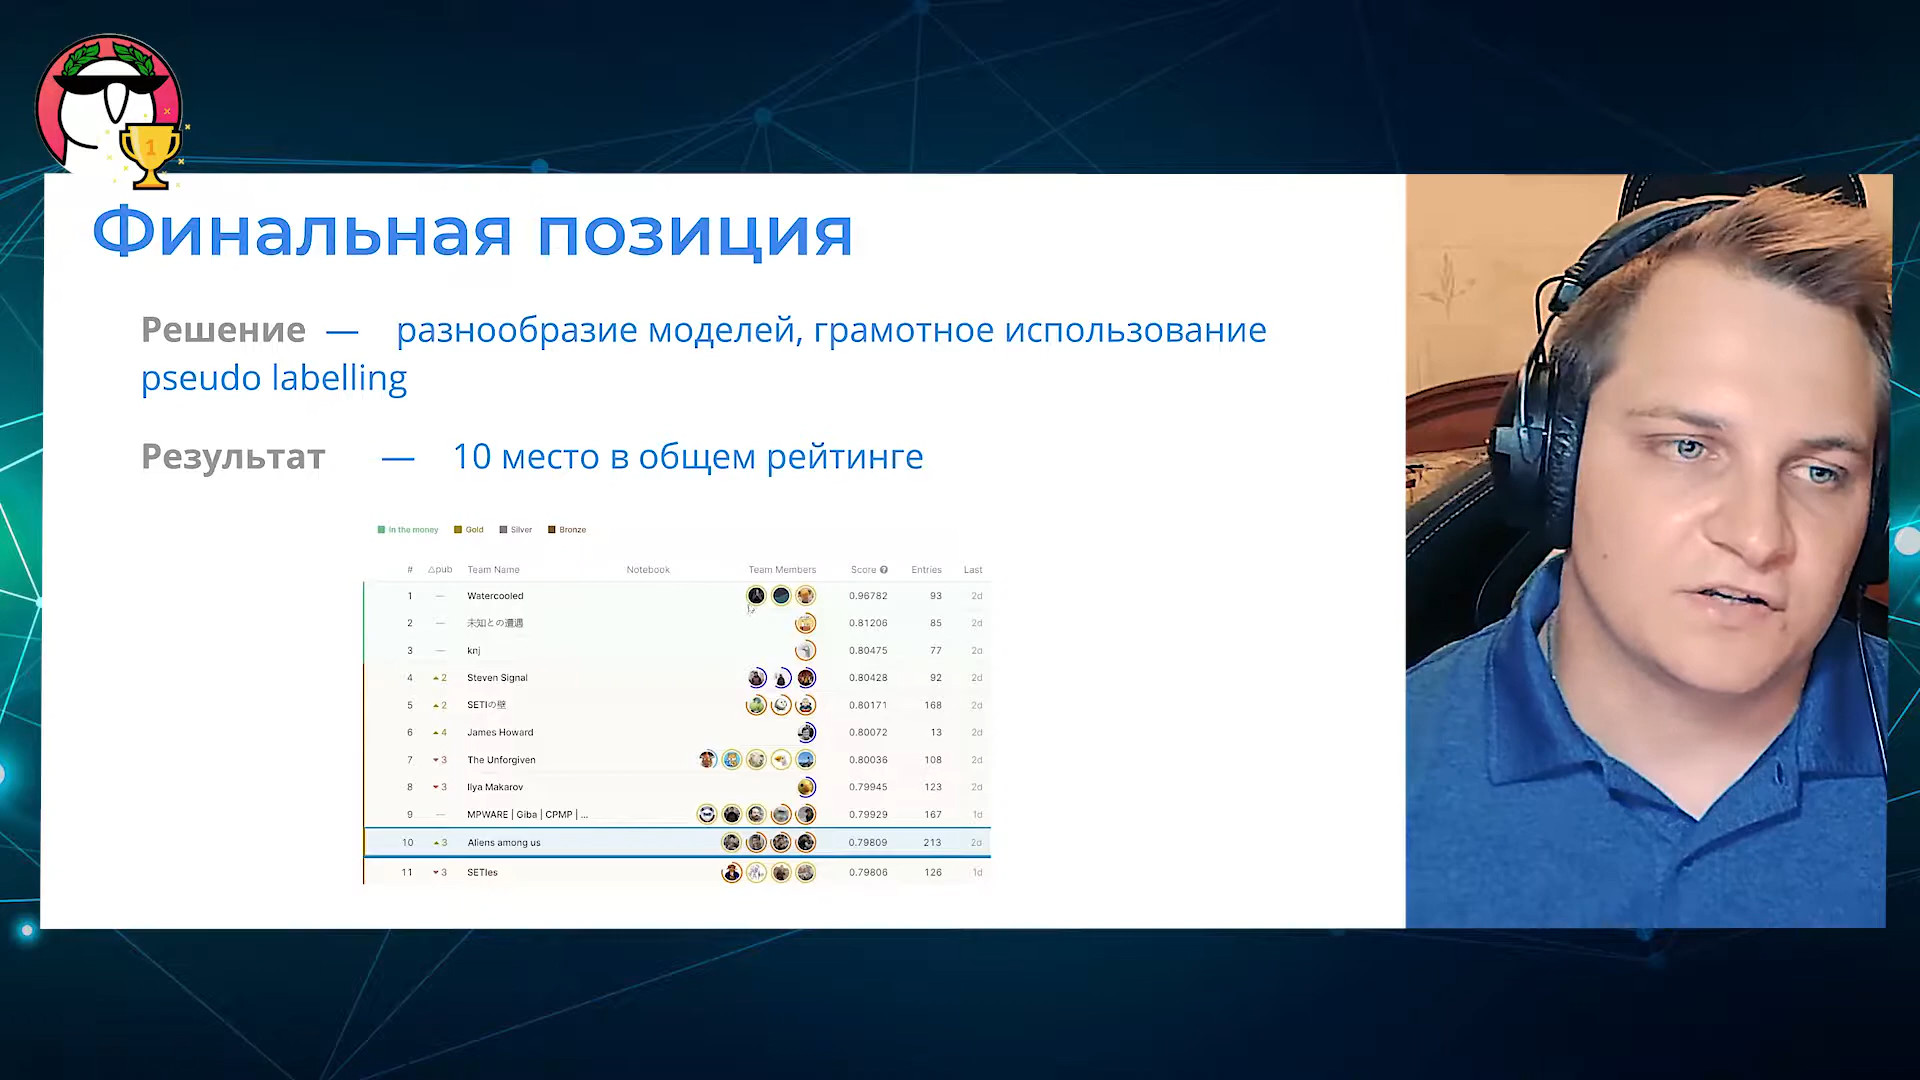 1
Финальная позиция
Решение — разнообразие моделей, грамотное использование
pseudo labelling
Результат — 10 место в общем рейтинге
In the money Gold Silver Bronze
# △pub Team Name Notebook Team Members Score Entries Last
1 — Watercooled 0.96782 93 2d
2 — 未知との遭遇 0.81206 85 2d
3 — knj 0.80475 77 2d
4 ▲2 Steven Signal 0.80428 92 2d
5 ▲2 SETIの壁 0.80171 168 2d
6 ▲4 James Howard 0.80072 13 2d
7 ▼3 The Unforgiven 0.80036 108 2d
8 ▼3 Ilya Makarov 0.79945 123 2d
9 — MPWARE | Giba | CPMP | ... 0.79929 167 1d
10 ▲3 Aliens among us 0.79809 213 2d
11 ▼3 SETIes 0.79806 126 1d